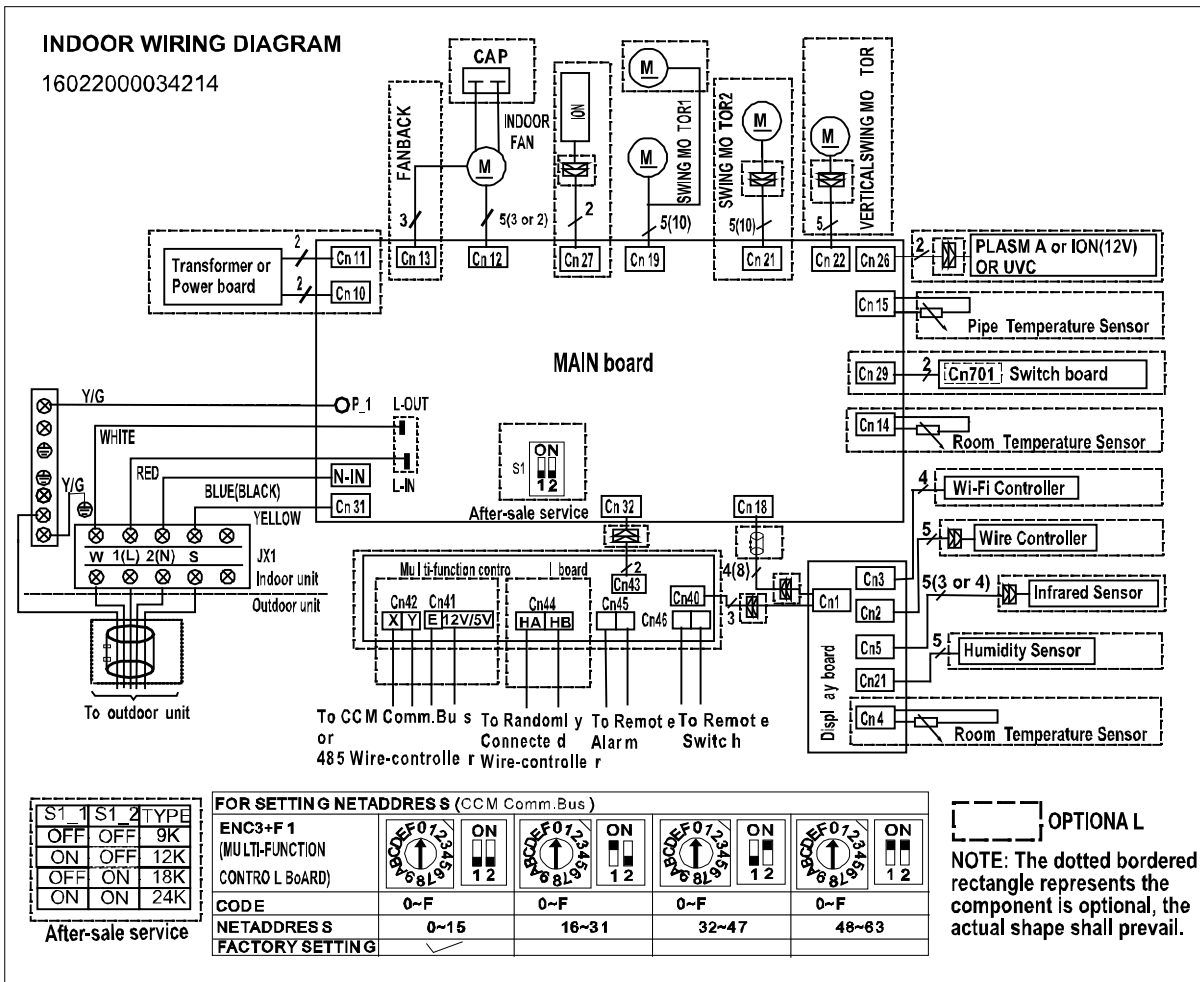 INDOOR WIRING DIAGRAM
16022000034214
CAP
INDOOR
FAN
M
FANBACK
3
5(3 or 2)
ION
2
M
M
SWING MO TOR1
5(10)
SWING MO TOR2
M
5(10)
VERTICALSWING MO TOR
M
5
Transformer or
Power board
2
2
Cn 11
Cn 10
Cn 13
Cn 12
Cn 27
Cn 19
Cn 21
Cn 22
Cn 26
2
PLASM A or ION(12V)
OR UVC
Cn 15
Pipe Temperature Sensor
MAIN board
Cn 29
2
Cn701 Switch board
Cn 14
Room Temperature Sensor
Y/G
P_1
L-OUT
WHITE
RED
L-IN
N-IN
BLUE(BLACK)
Cn 31
YELLOW
Y/G
S1
ON
1 2
After-sale service
Cn 32
Cn 18
4
Wi-Fi Controller
5
Wire Controller
5(3 or 4)
Infrared Sensor
5
Humidity Sensor
W 1(L) 2(N) S
JX1
Indoor unit
Outdoor unit
To outdoor unit
Mu l ti-function contro l board
2
Cn43
4(8)
Cn42
Cn41
Cn44
Cn45
Cn46
Cn40
X Y
E 12V/5V
HA HB
3
Cn1
Cn3
Cn2
Cn5
Cn21
Cn 4
Displ ay board
Room Temperature Sensor
To CCM Comm.Bu s
or
485 Wire-controlle r
To Randoml y
Connecte d
Wire-controlle r
To Remot e
Alar m
To Remot e
Switc h
S1_1 S1_2 TYPE
OFF OFF 9K
ON OFF 12K
OFF ON 18K
ON ON 24K
After-sale service
FOR SETTIN G NETADDRES S (CCM Comm.Bus )
ENC3+F 1
(MU LTI-FUNCTION
CONTRO L BoARD)
0123456789ABCDEF
ON
1 2
0123456789ABCDEF
ON
1 2
0123456789ABCDEF
ON
1 2
0123456789ABCDEF
ON
1 2
CODE 0~F 0~F 0~F 0~F
NETADDRES S 0~15 16~31 32~47 48~63
FACTORY SETTIN G
OPTIONA L
NOTE: The dotted bordered
rectangle represents the
component is optional, the
actual shape shall prevail.